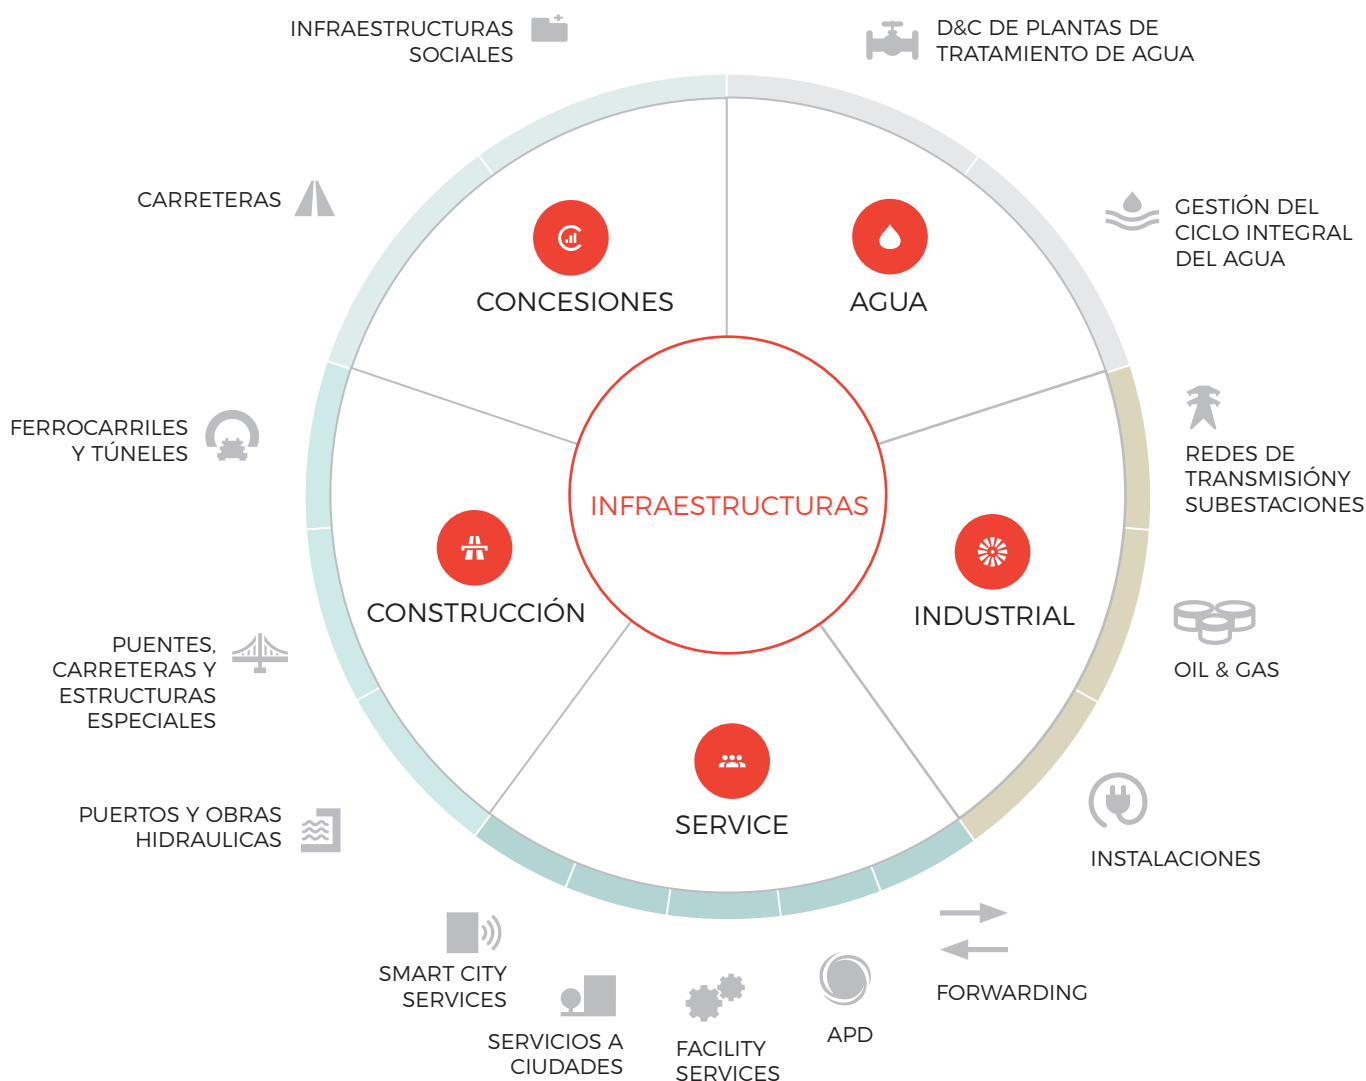 INFRAESTRUCTURAS
SOCIALES
D&C DE PLANTAS DE
TRATAMIENTO DE AGUA
CARRETERAS
GESTIÓN DEL
CICLO INTEGRAL
DEL AGUA
CONCESIONES
AGUA
FERROCARRILES
Y TÚNELES
REDES DE
TRANSMISIÓNY
SUBESTACIONES
INFRAESTRUCTURAS
CONSTRUCCIÓN
INDUSTRIAL
PUENTES,
CARRETERAS Y
ESTRUCTURAS
ESPECIALES
OIL & GAS
PUERTOS Y OBRAS
HIDRAULICAS
SERVICE
INSTALACIONES
SMART CITY
SERVICES
SERVICIOS A
CIUDADES
FACILITY
SERVICES
APD
FORWARDING